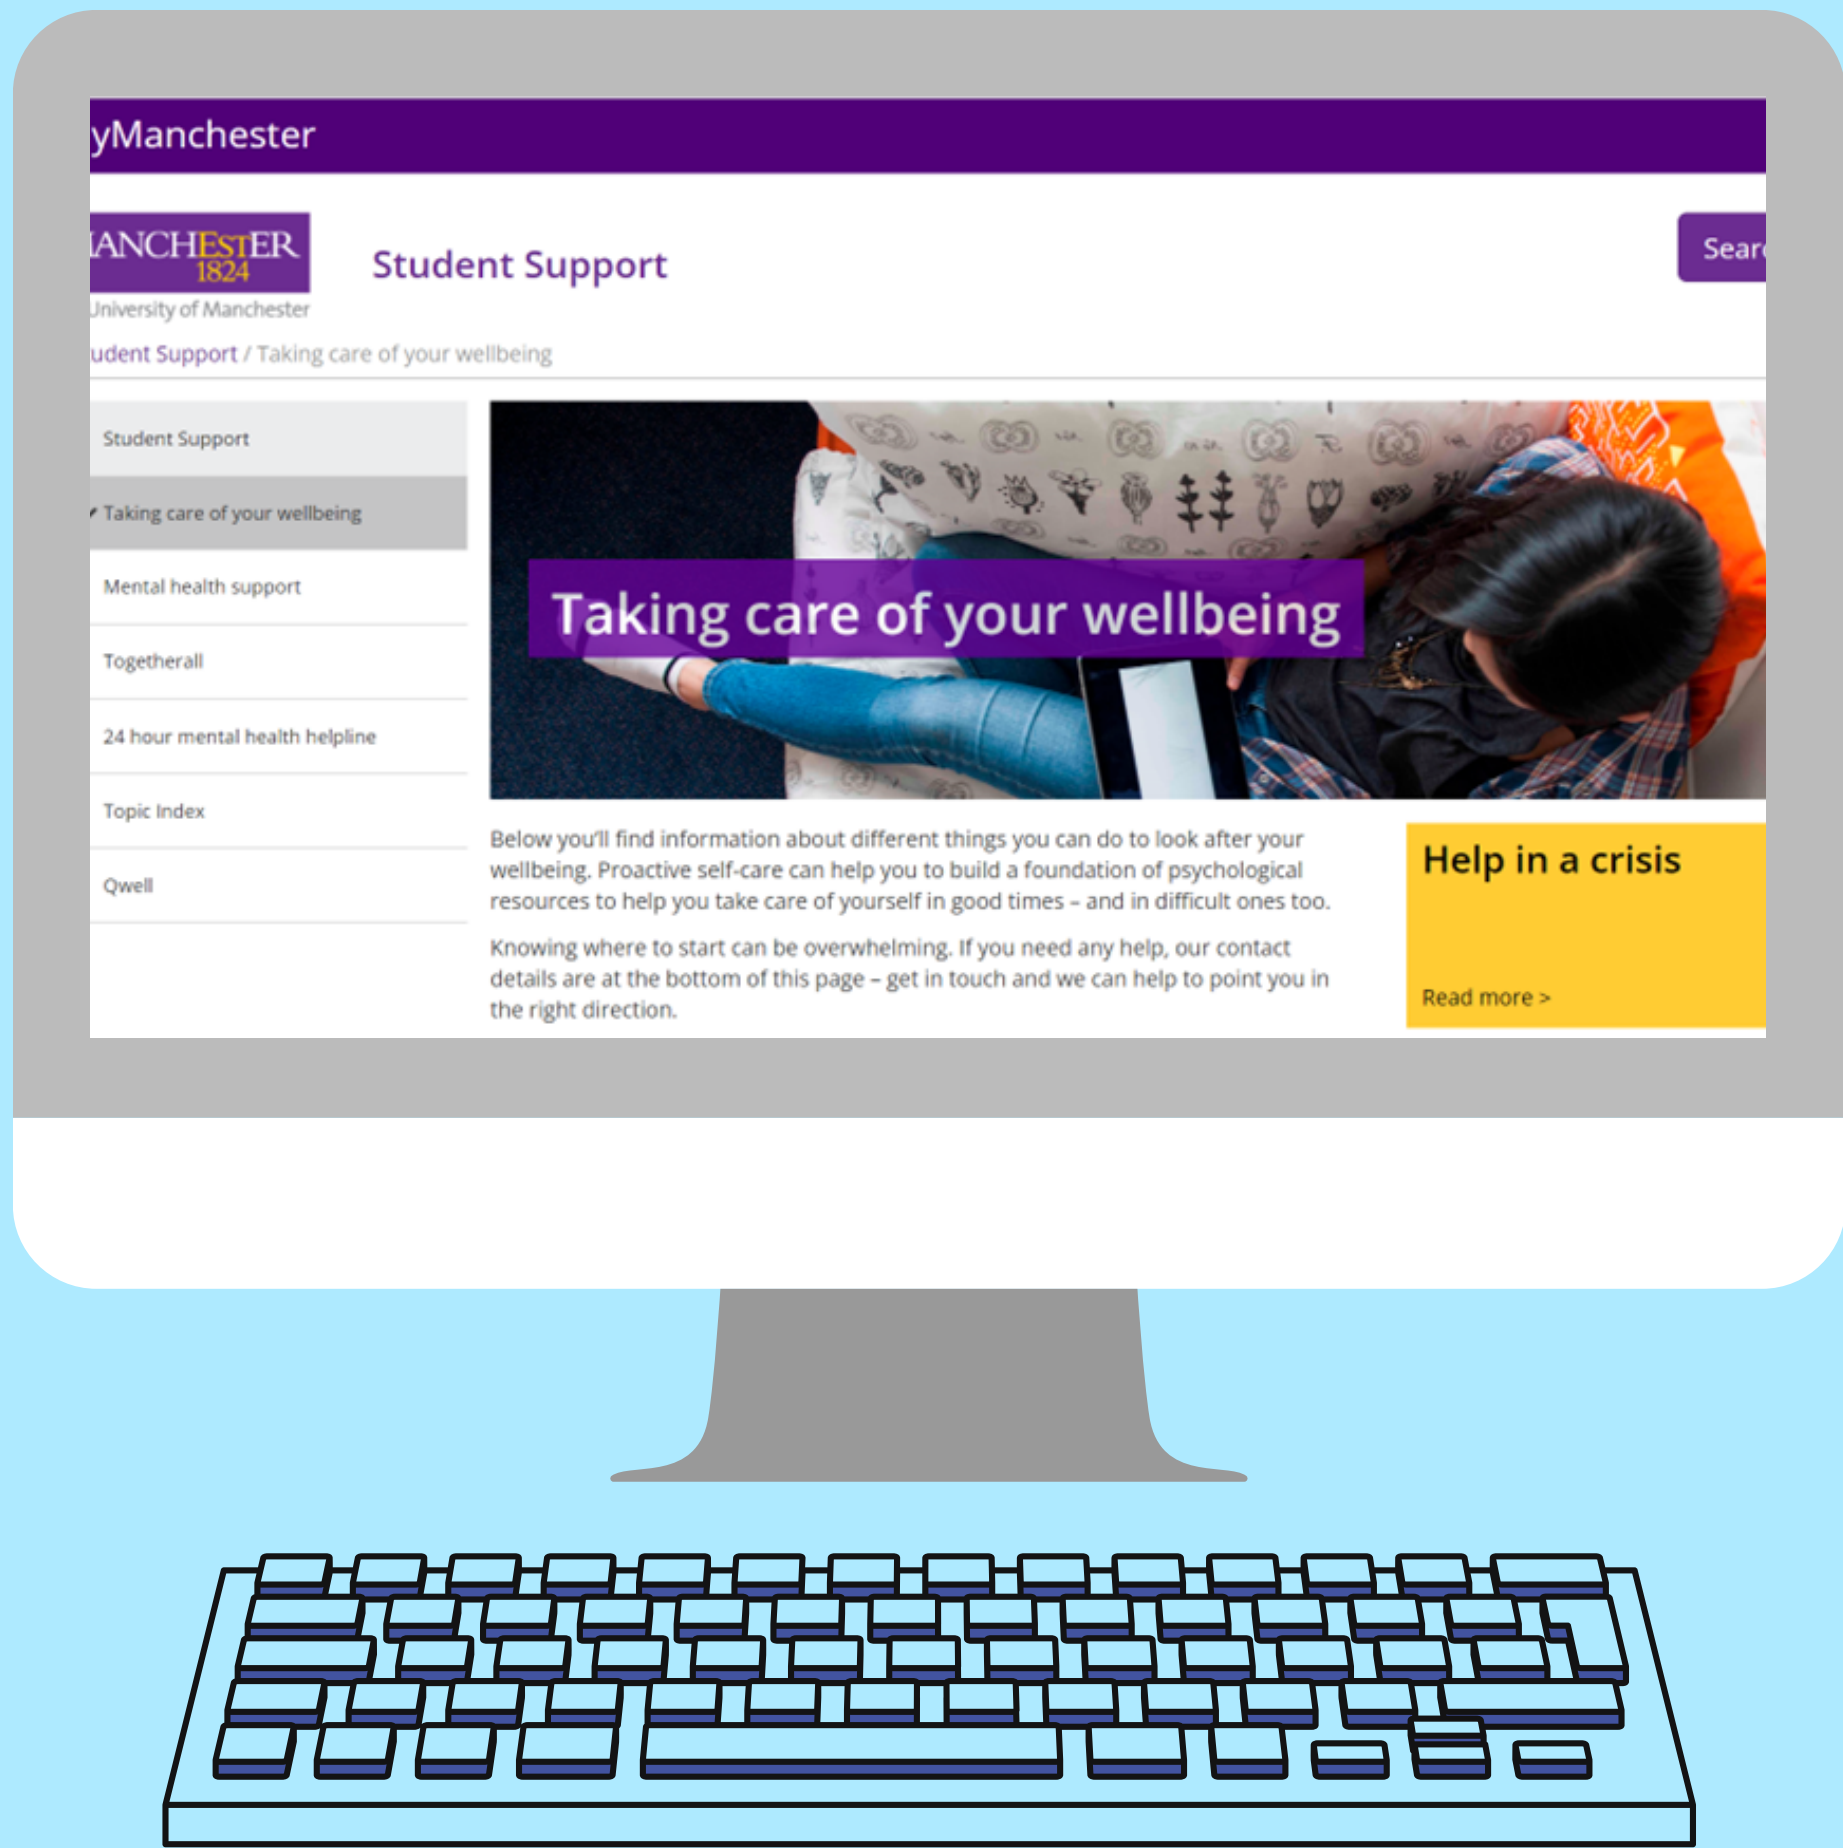 yManchester
MANCHESTER
1824
University of Manchester
Student Support
Sear
udent Support / Taking care of your wellbeing
Student Support
Taking care of your wellbeing
Mental health support
Togetherall
24 hour mental health helpline
Topic Index
Qwell
Taking care of your wellbeing
Below you'll find information about different things you can do to look after your
wellbeing. Proactive self-care can help you to build a foundation of psychological
resources to help you take care of yourself in good times – and in difficult ones too.
Knowing where to start can be overwhelming. If you need any help, our contact
details are at the bottom of this page – get in touch and we can help to point you in
the right direction.
Help in a crisis
Read more >